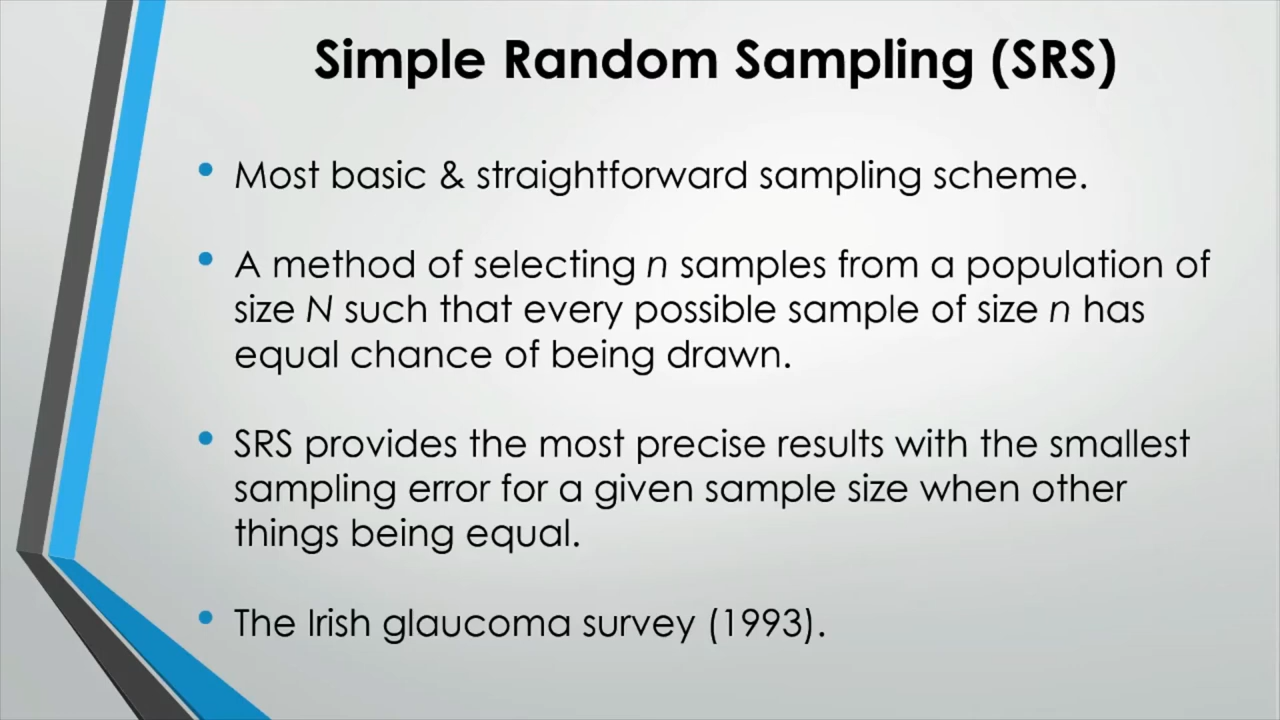 Simple Random Sampling (SRS)
• Most basic & straightforward sampling scheme.
• A method of selecting n samples from a population of
size N such that every possible sample of size n has
equal chance of being drawn.
• SRS provides the most precise results with the smallest
sampling error for a given sample size when other
things being equal.
• The Irish glaucoma survey (1993).